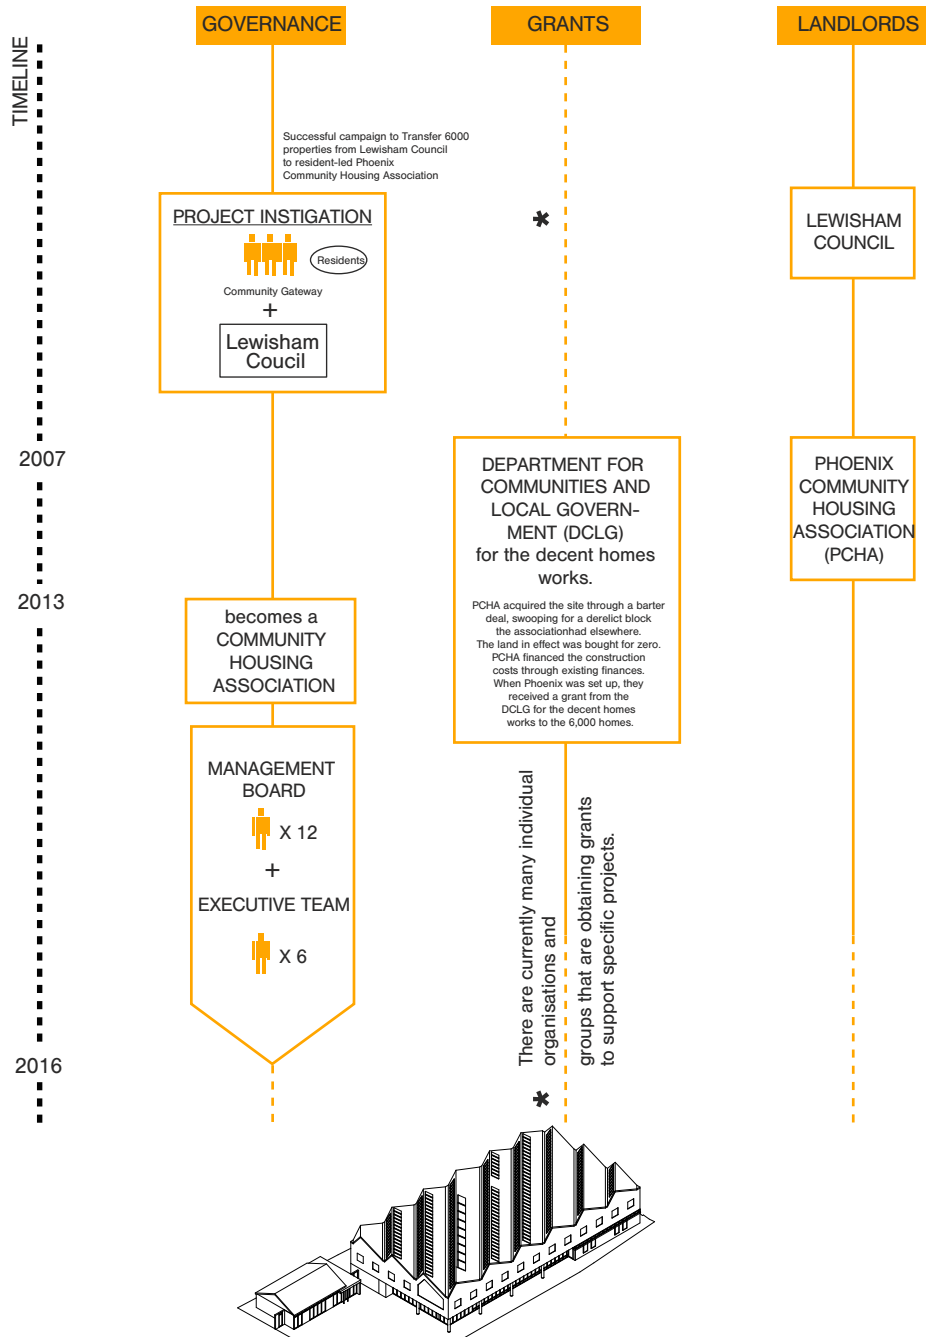 GOVERNANCE
GRANTS
LANDLORDS
TIMELINE
Successful campaign to Transfer 6000
properties from Lewisham Council
to resident-led Phoenix
Community Housing Association
PROJECT INSTIGATION
Residents
Community Gateway
+
Lewisham
Coucil
*
LEWISHAM
COUNCIL
2007
DEPARTMENT FOR
COMMUNITIES AND
LOCAL GOVERN-
MENT (DCLG)
for the decent homes
works.
PCHA acquired the site through a barter
deal, swooping for a derelict block
the associationhad elsewhere.
The land in effect was bought for zero.
PCHA financed the construction
costs through existing finances.
When Phoenix was set up, they
received a grant from the
DCLG for the decent homes
works to the 6,000 homes.
PHOENIX
COMMUNITY
HOUSING
ASSOCIATION
(PCHA)
2013
becomes a
COMMUNITY
HOUSING
ASSOCIATION
MANAGEMENT
BOARD
X 12
+
EXECUTIVE TEAM
X 6
There are currently many individual
organisations and
groups that are obtaining grants
to support specific projects.
2016
*